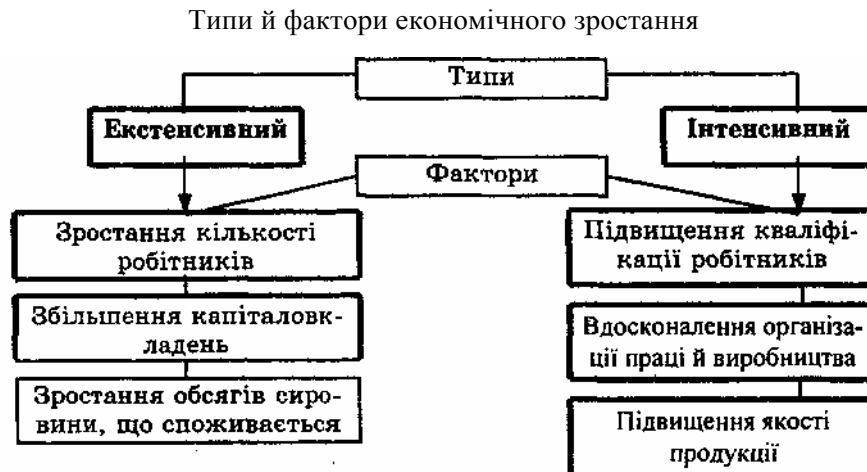 Типи й фактори економічного зростання
Типи
Екстенсивний
Інтенсивний
Фактори
Зростання кількості
робітників
Збільшення капіталовк-
ладень
Зростання обсягів сиро-
вини, що споживається
Підвищення кваліфі-
кації робітників
Вдосконалення організа-
ції праці й виробництва
Підвищення якості
продукції